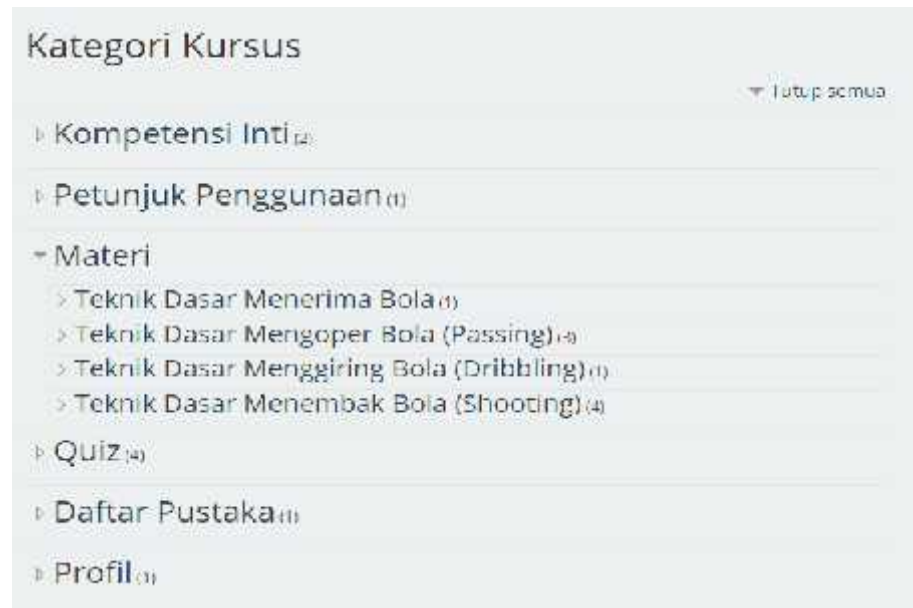 Kategori Kursus
Tutup semua
Kompetensi Inti (2)
Petunjuk Penggunaan (1)
Materi
Teknik Dasar Menerima Bola (1)
Teknik Dasar Mengoper Bola (Passing)
Teknik Dasar Menggiring Bola (Dribbling) (1)
Teknik Dasar Menembak Bola (Shooting) (4)
Quiz (4)
Daftar Pustaka (1)
Profil (1)